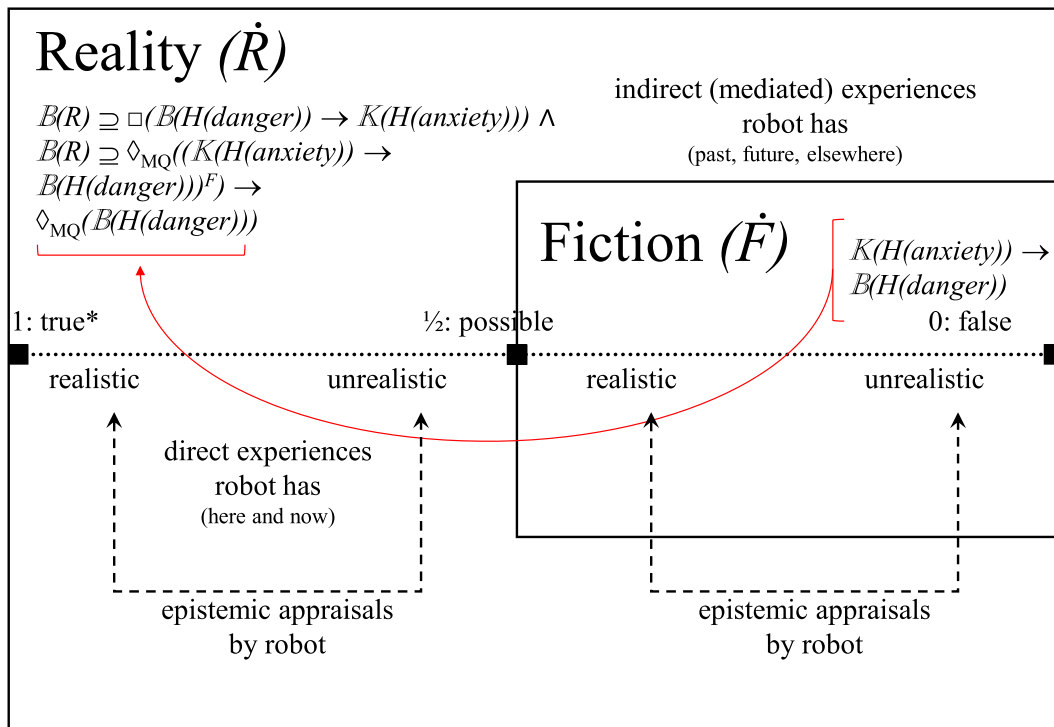 Reality (Ṙ)
𝔹(R) ⊇ □(𝔹(H(danger)) → 𝕂(H(anxiety))) ∧
𝔹(R) ⊇ ◊MQ((𝕂(H(anxiety)) →
𝔹(H(danger)))F) →
◊MQ(𝔹(H(danger)))
indirect (mediated) experiences
robot has
(past, future, elsewhere)
Fiction (Ḟ)
𝕂(H(anxiety)) →
𝔹(H(danger))
1: true*
½: possible
0: false
realistic
unrealistic
realistic
unrealistic
direct experiences
robot has
(here and now)
epistemic appraisals
by robot
epistemic appraisals
by robot